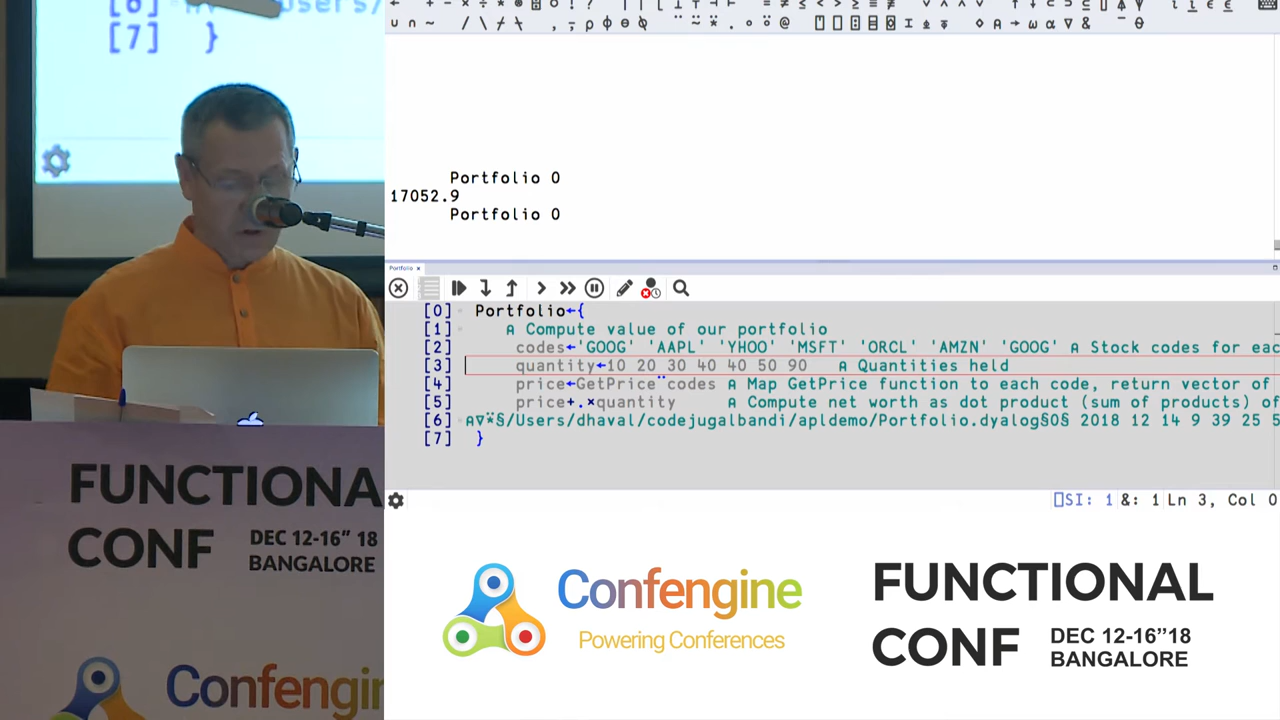 [6]
[7] }
Portfolio 0
17052.9
Portfolio 0
Portfolio ×
[0] Portfolio←{
[1] ⍝ Compute value of our portfolio
[2] codes←'GOOG' 'AAPL' 'YHOO' 'MSFT' 'ORCL' 'AMZN' 'GOOG' ⍝ Stock codes for eac
[3] quantity←10 20 30 40 40 50 90 ⍝ Quantities held
[4] price←GetPrice¨codes ⍝ Map GetPrice function to each code, return vector of
[5] price+.×quantity ⍝ Compute net worth as dot product (sum of products) of
[6] ⍝∇⍣§/Users/dhaval/codejugalbandi/apldemo/Portfolio.dyalog§0§ 2018 12 14 9 39 25 5
[7] }
⎕SI: 1 &: 1 Ln 3, Col 0
FUNCTIONA
CONF DEC 12-16" 18
BANGALORE
Confengine
Powering Conferences
FUNCTIONAL
CONF DEC 12-16"18
BANGALORE
Confengine